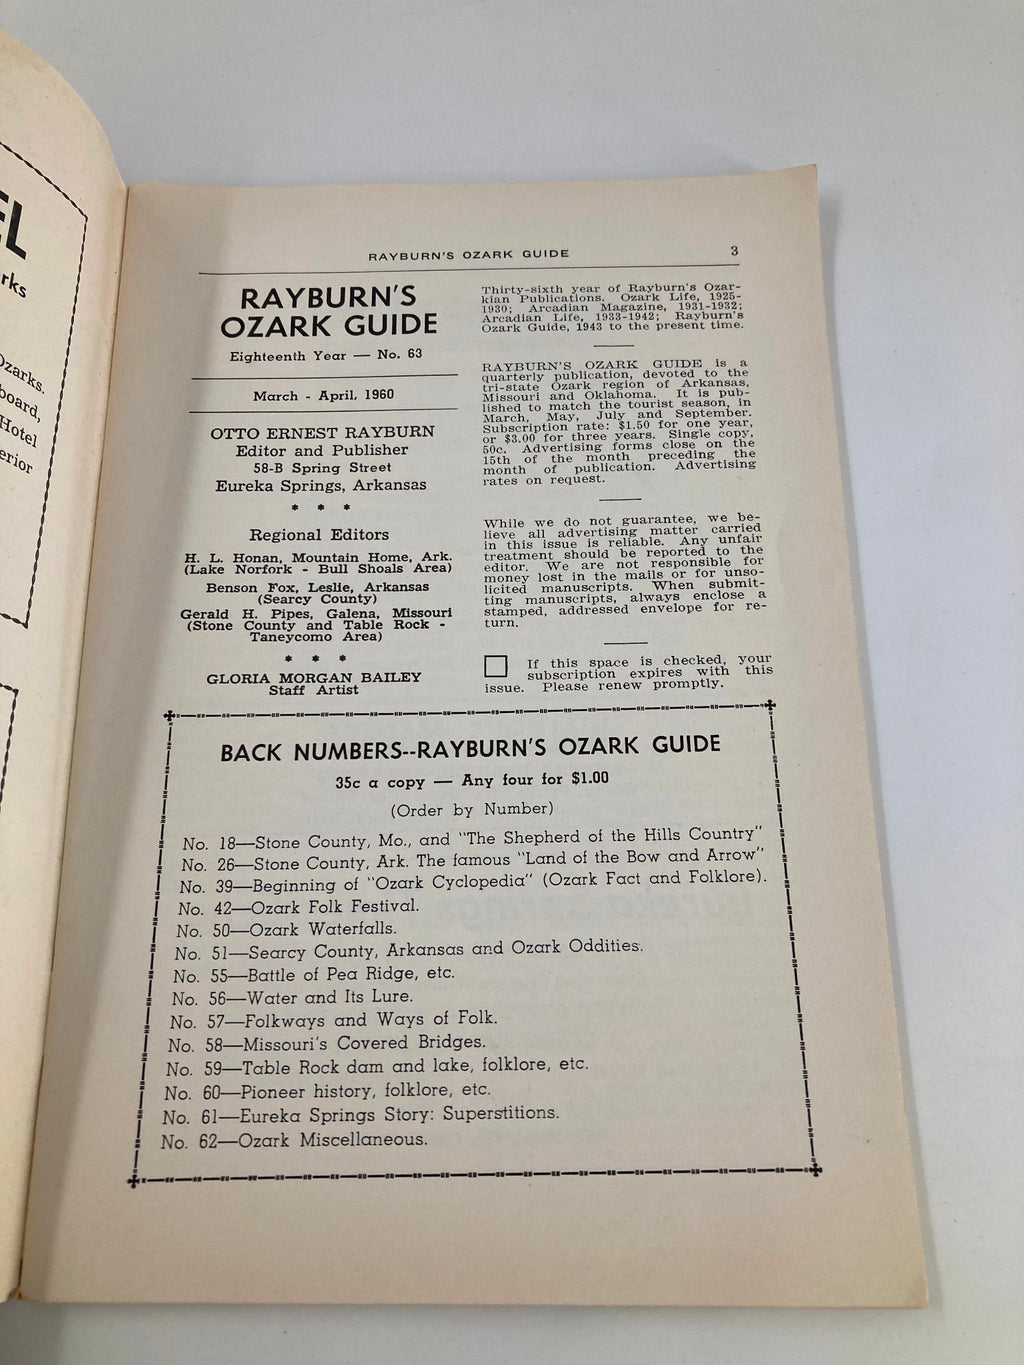 EL
rks
Ozarks.
board,
Hotel
erior
RAYBURN'S OZARK GUIDE 3
RAYBURN'S
OZARK GUIDE
Eighteenth Year — No. 63
March - April, 1960
OTTO ERNEST RAYBURN
Editor and Publisher
58-B Spring Street
Eureka Springs, Arkansas
* * *
Regional Editors
H. L. Honan, Mountain Home, Ark.
(Lake Norfork - Bull Shoals Area)
Benson Fox, Leslie, Arkansas
(Searcy County)
Gerald H. Pipes, Galena, Missouri
(Stone County and Table Rock -
Taneycomo Area)
* * *
GLORIA MORGAN BAILEY
Staff Artist
Thirty-sixth year of Rayburn's Ozar-
kian Publications. Ozark Life, 1925-
1930; Arcadian Magazine, 1931-1932;
Arcadian Life, 1933-1942; Rayburn's
Ozark Guide, 1943 to the present time.
RAYBURN'S OZARK GUIDE is a
quarterly publication, devoted to the
tri-state Ozark region of Arkansas,
Missouri and Oklahoma. It is pub-
lished to match the tourist season, in
March, May, July and September.
Subscription rate: $1.50 for one year,
or $3.00 for three years. Single copy,
50c. Advertising forms close on the
15th of the month preceding the
month of publication. Advertising
rates on request.
While we do not guarantee, we be-
lieve all advertising matter carried
in this issue is reliable. Any unfair
treatment should be reported to the
editor. We are not responsible for
money lost in the mails or for unso-
licited manuscripts. When submit-
ting manuscripts, always enclose a
stamped, addressed envelope for re-
turn.
If this space is checked, your
subscription expires with this
issue. Please renew promptly.
BACK NUMBERS--RAYBURN'S OZARK GUIDE
35c a copy — Any four for $1.00
(Order by Number)
No. 18—Stone County, Mo., and "The Shepherd of the Hills Country"
No. 26—Stone County, Ark. The famous "Land of the Bow and Arrow"
No. 39—Beginning of "Ozark Cyclopedia" (Ozark Fact and Folklore).
No. 42—Ozark Folk Festival.
No. 50—Ozark Waterfalls.
No. 51—Searcy County, Arkansas and Ozark Oddities.
No. 55—Battle of Pea Ridge, etc.
No. 56—Water and Its Lure.
No. 57—Folkways and Ways of Folk.
No. 58—Missouri's Covered Bridges.
No. 59—Table Rock dam and lake, folklore, etc.
No. 60—Pioneer history, folklore, etc.
No. 61—Eureka Springs Story: Superstitions.
No. 62—Ozark Miscellaneous.